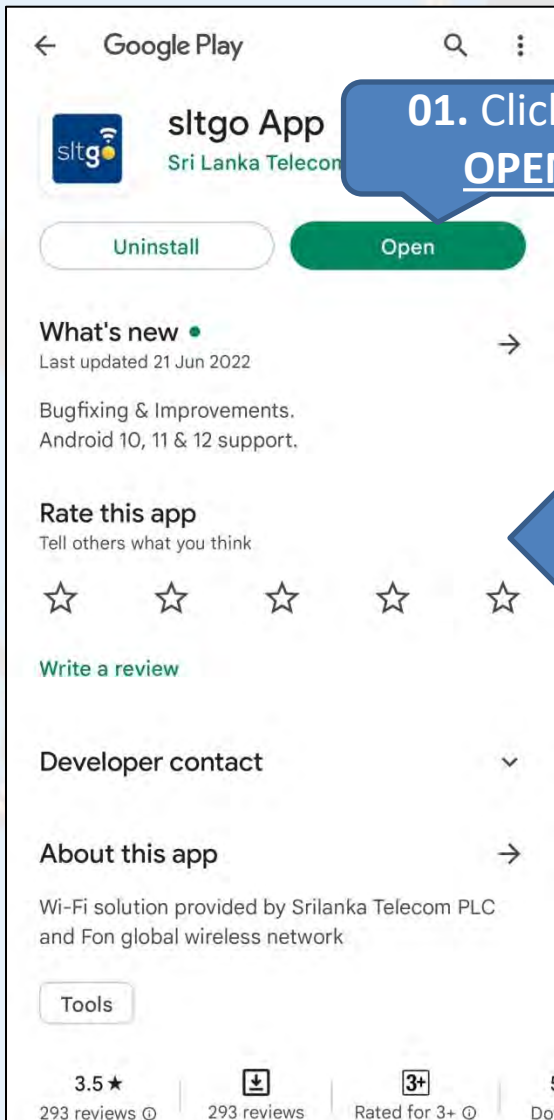 Google Play
sltgo
sltgo App
Sri Lanka Telecom
01. Click
OPEN
Uninstall
Open
What's new •
Last updated 21 Jun 2022
Bugfixing & Improvements.
Android 10, 11 & 12 support.
Rate this app
Tell others what you think
Write a review
Developer contact
About this app
Wi-Fi solution provided by Srilanka Telecom PLC
and Fon global wireless network
Tools
3.5★
3+
293 reviews
293 reviews
Rated for 3+